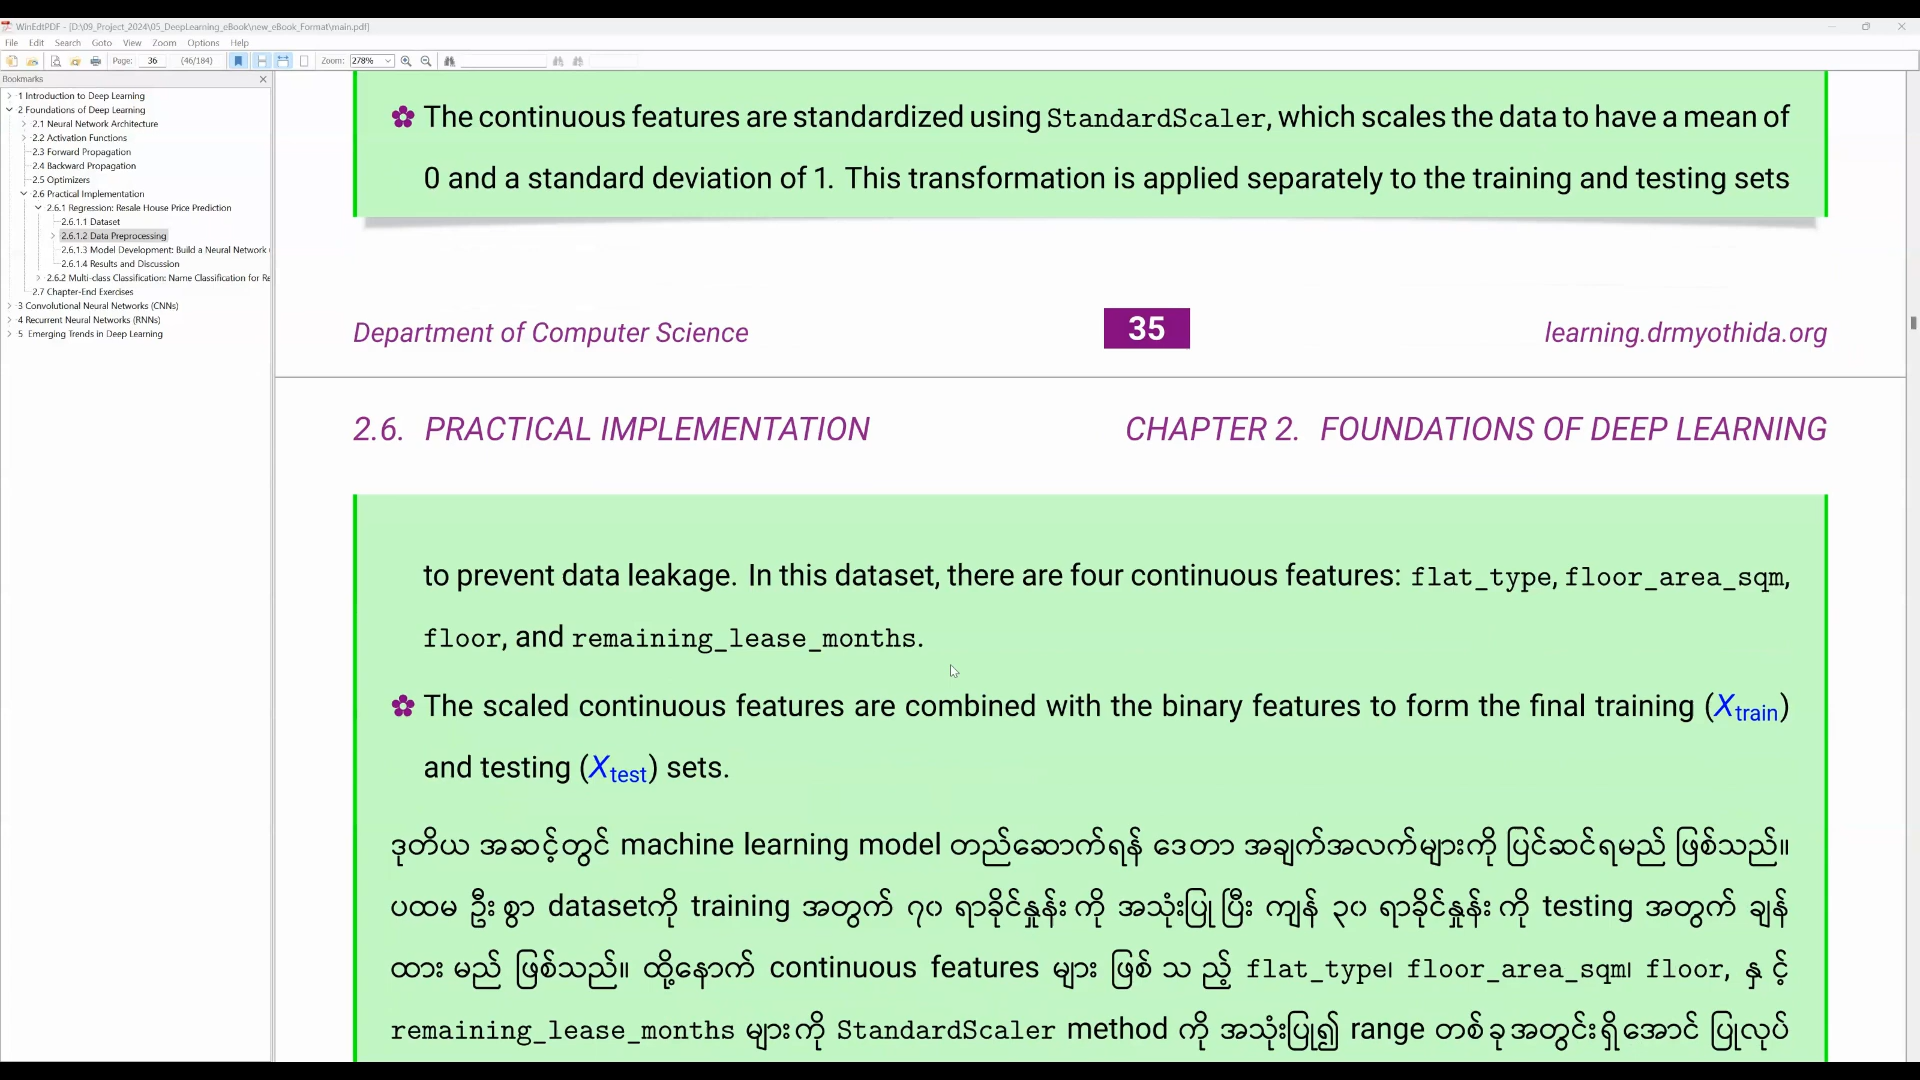 WinEdtPDF - [D:\09_Project_2024\05_DeepLearning_eBook\new_eBook_Format\main.pdf]
File Edit Search Goto View Zoom Options Help
Page: 36 (46/184) Zoom: 278%
Bookmarks
1 Introduction to Deep Learning
2 Foundations of Deep Learning
2.1 Neural Network Architecture
2.2 Activation Functions
2.3 Forward Propagation
2.4 Backward Propagation
2.5 Optimizers
2.6 Practical Implementation
2.6.1 Regression: Resale House Price Prediction
2.6.1.1 Dataset
2.6.1.2 Data Preprocessing
2.6.1.3 Model Development: Build a Neural Network
2.6.1.4 Results and Discussion
2.6.2 Multi-class Classification: Name Classification for Re
2.7 Chapter-End Exercises
3 Convolutional Neural Networks (CNNs)
4 Recurrent Neural Networks (RNNs)
5 Emerging Trends in Deep Learning
The continuous features are standardized using StandardScaler, which scales the data to have a mean of
0 and a standard deviation of 1. This transformation is applied separately to the training and testing sets
Department of Computer Science 35 learning.drmyothida.org
2.6. PRACTICAL IMPLEMENTATION CHAPTER 2. FOUNDATIONS OF DEEP LEARNING
to prevent data leakage. In this dataset, there are four continuous features: flat_type, floor_area_sqm,
floor, and remaining_lease_months.
The scaled continuous features are combined with the binary features to form the final training (Xtrain)
and testing (Xtest) sets.
ဒုတိယ အဆင့်တွင် machine learning model တည်ဆောက်ရန် ဒေတာ အချက်အလက်များကို ပြင်ဆင်ရမည် ဖြစ်သည်။
ပထမ ဦးစွာ datasetကို training အတွက် ၇၀ ရာခိုင်နှုန်း ကို အသုံးပြု ပြီး ကျန် ၃၀ ရာခိုင်နှုန်း ကို testing အတွက် ချန်
ထား မည် ဖြစ်သည်။ ထို့နောက် continuous features များ ဖြစ် သ ည့် flat_type၊ floor_area_sqm၊ floor, နှ င့်
remaining_lease_months များကို StandardScaler method ကို အသုံးပြု၍ range တစ်ခုအတွင်းရှိအောင် ပြုလုပ်